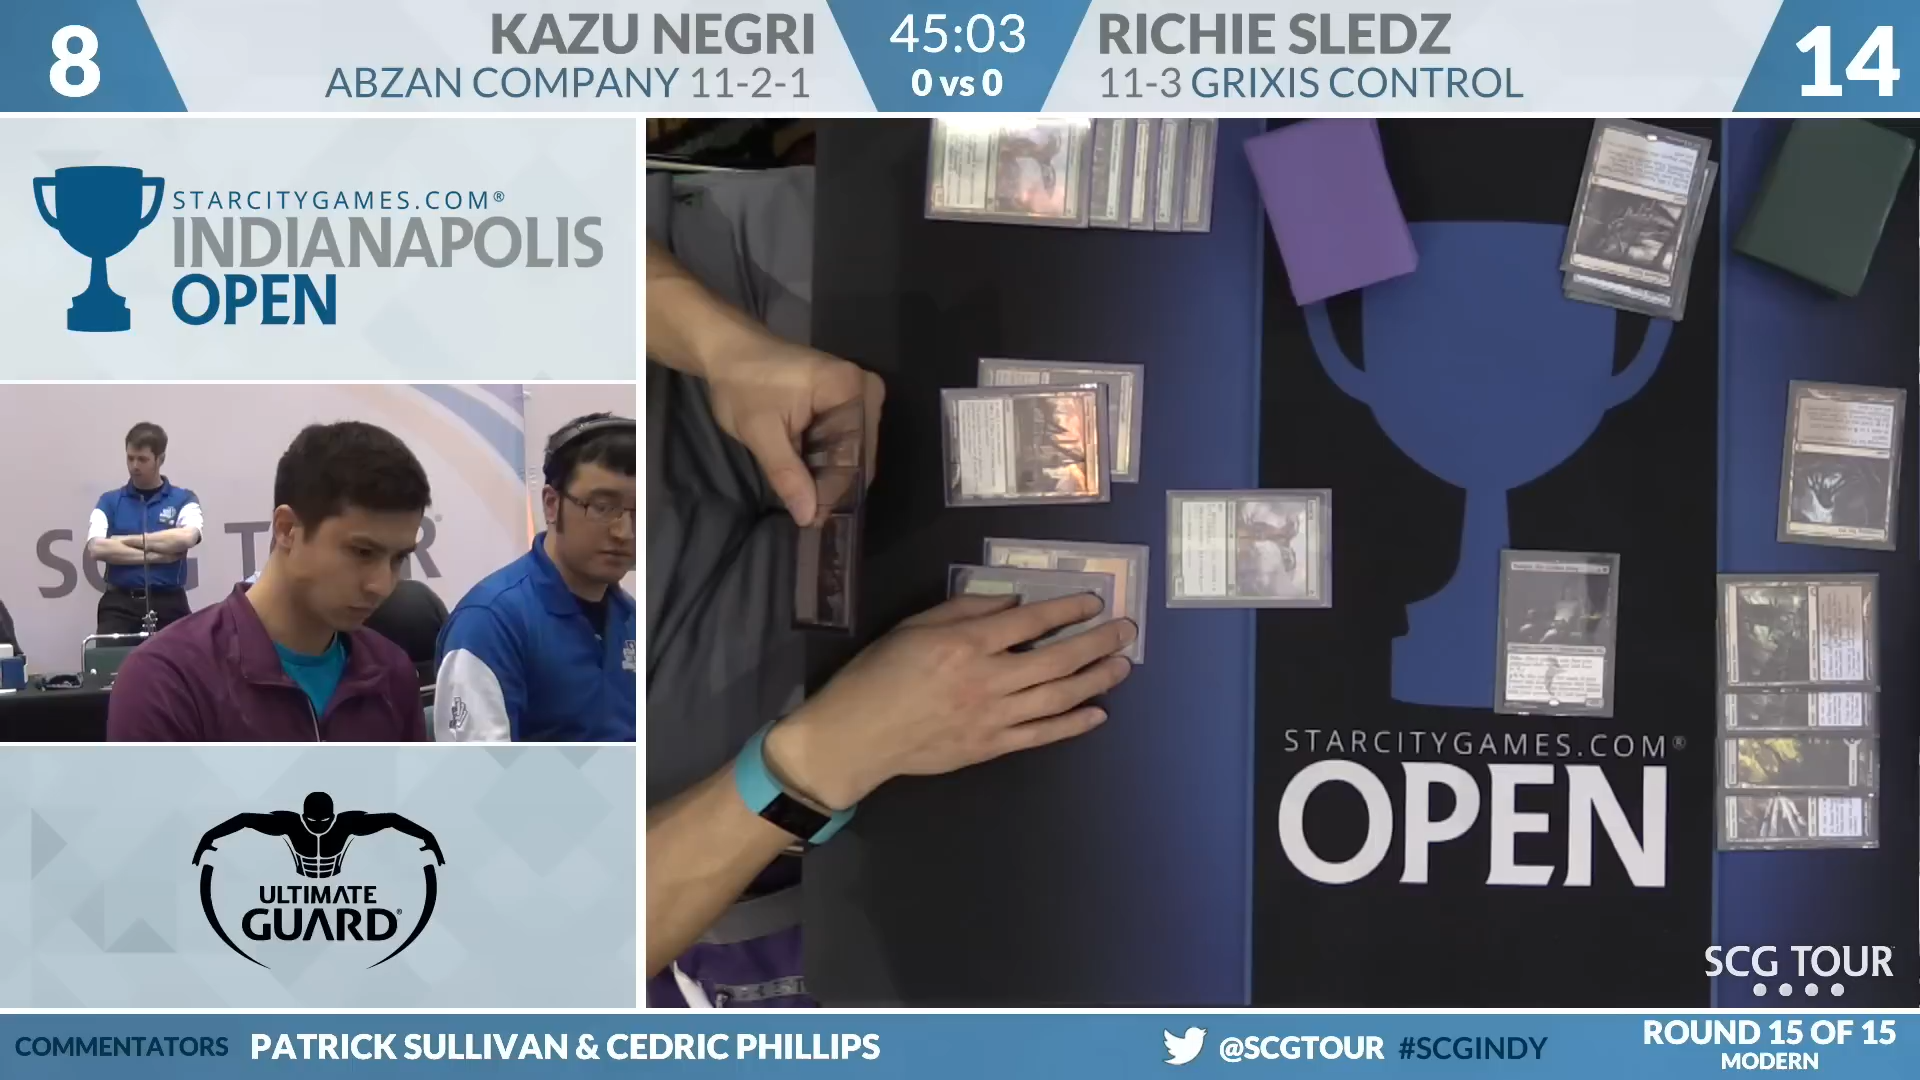 8
KAZU NEGRI
ABZAN COMPANY 11-2-1
45:03
0 vs 0
RICHIE SLEDZ
11-3 GRIXIS CONTROL
14
STARCITYGAMES.COM®
INDIANAPOLIS
OPEN
SCG TOUR
ULTIMATE
GUARD®
STARCITYGAMES.COM®
OPEN
SCG TOUR
COMMENTATORS PATRICK SULLIVAN & CEDRIC PHILLIPS
@SCGTOUR #SCGINDY
ROUND 15 OF 15
MODERN